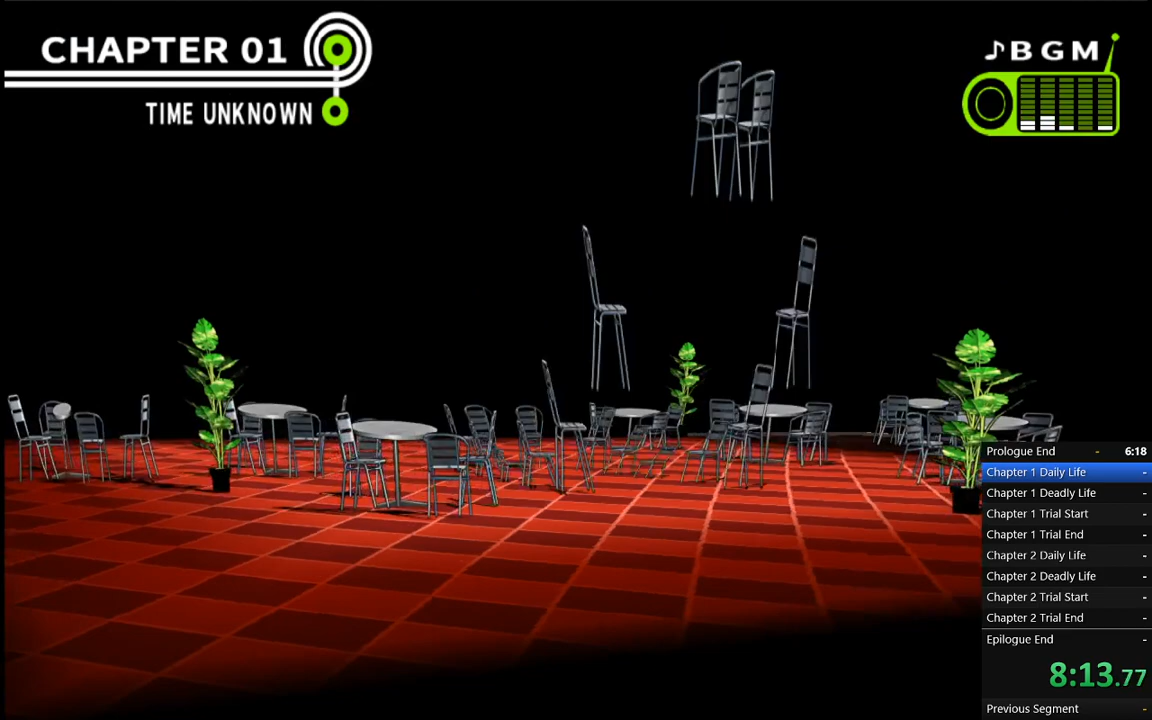 CHAPTER 01
TIME UNKNOWN
♪BGM
Prologue End - 6:18
Chapter 1 Daily Life -
Chapter 1 Deadly Life -
Chapter 1 Trial Start -
Chapter 1 Trial End -
Chapter 2 Daily Life -
Chapter 2 Deadly Life -
Chapter 2 Trial Start -
Chapter 2 Trial End -
Epilogue End -
8:13.77
Previous Segment -